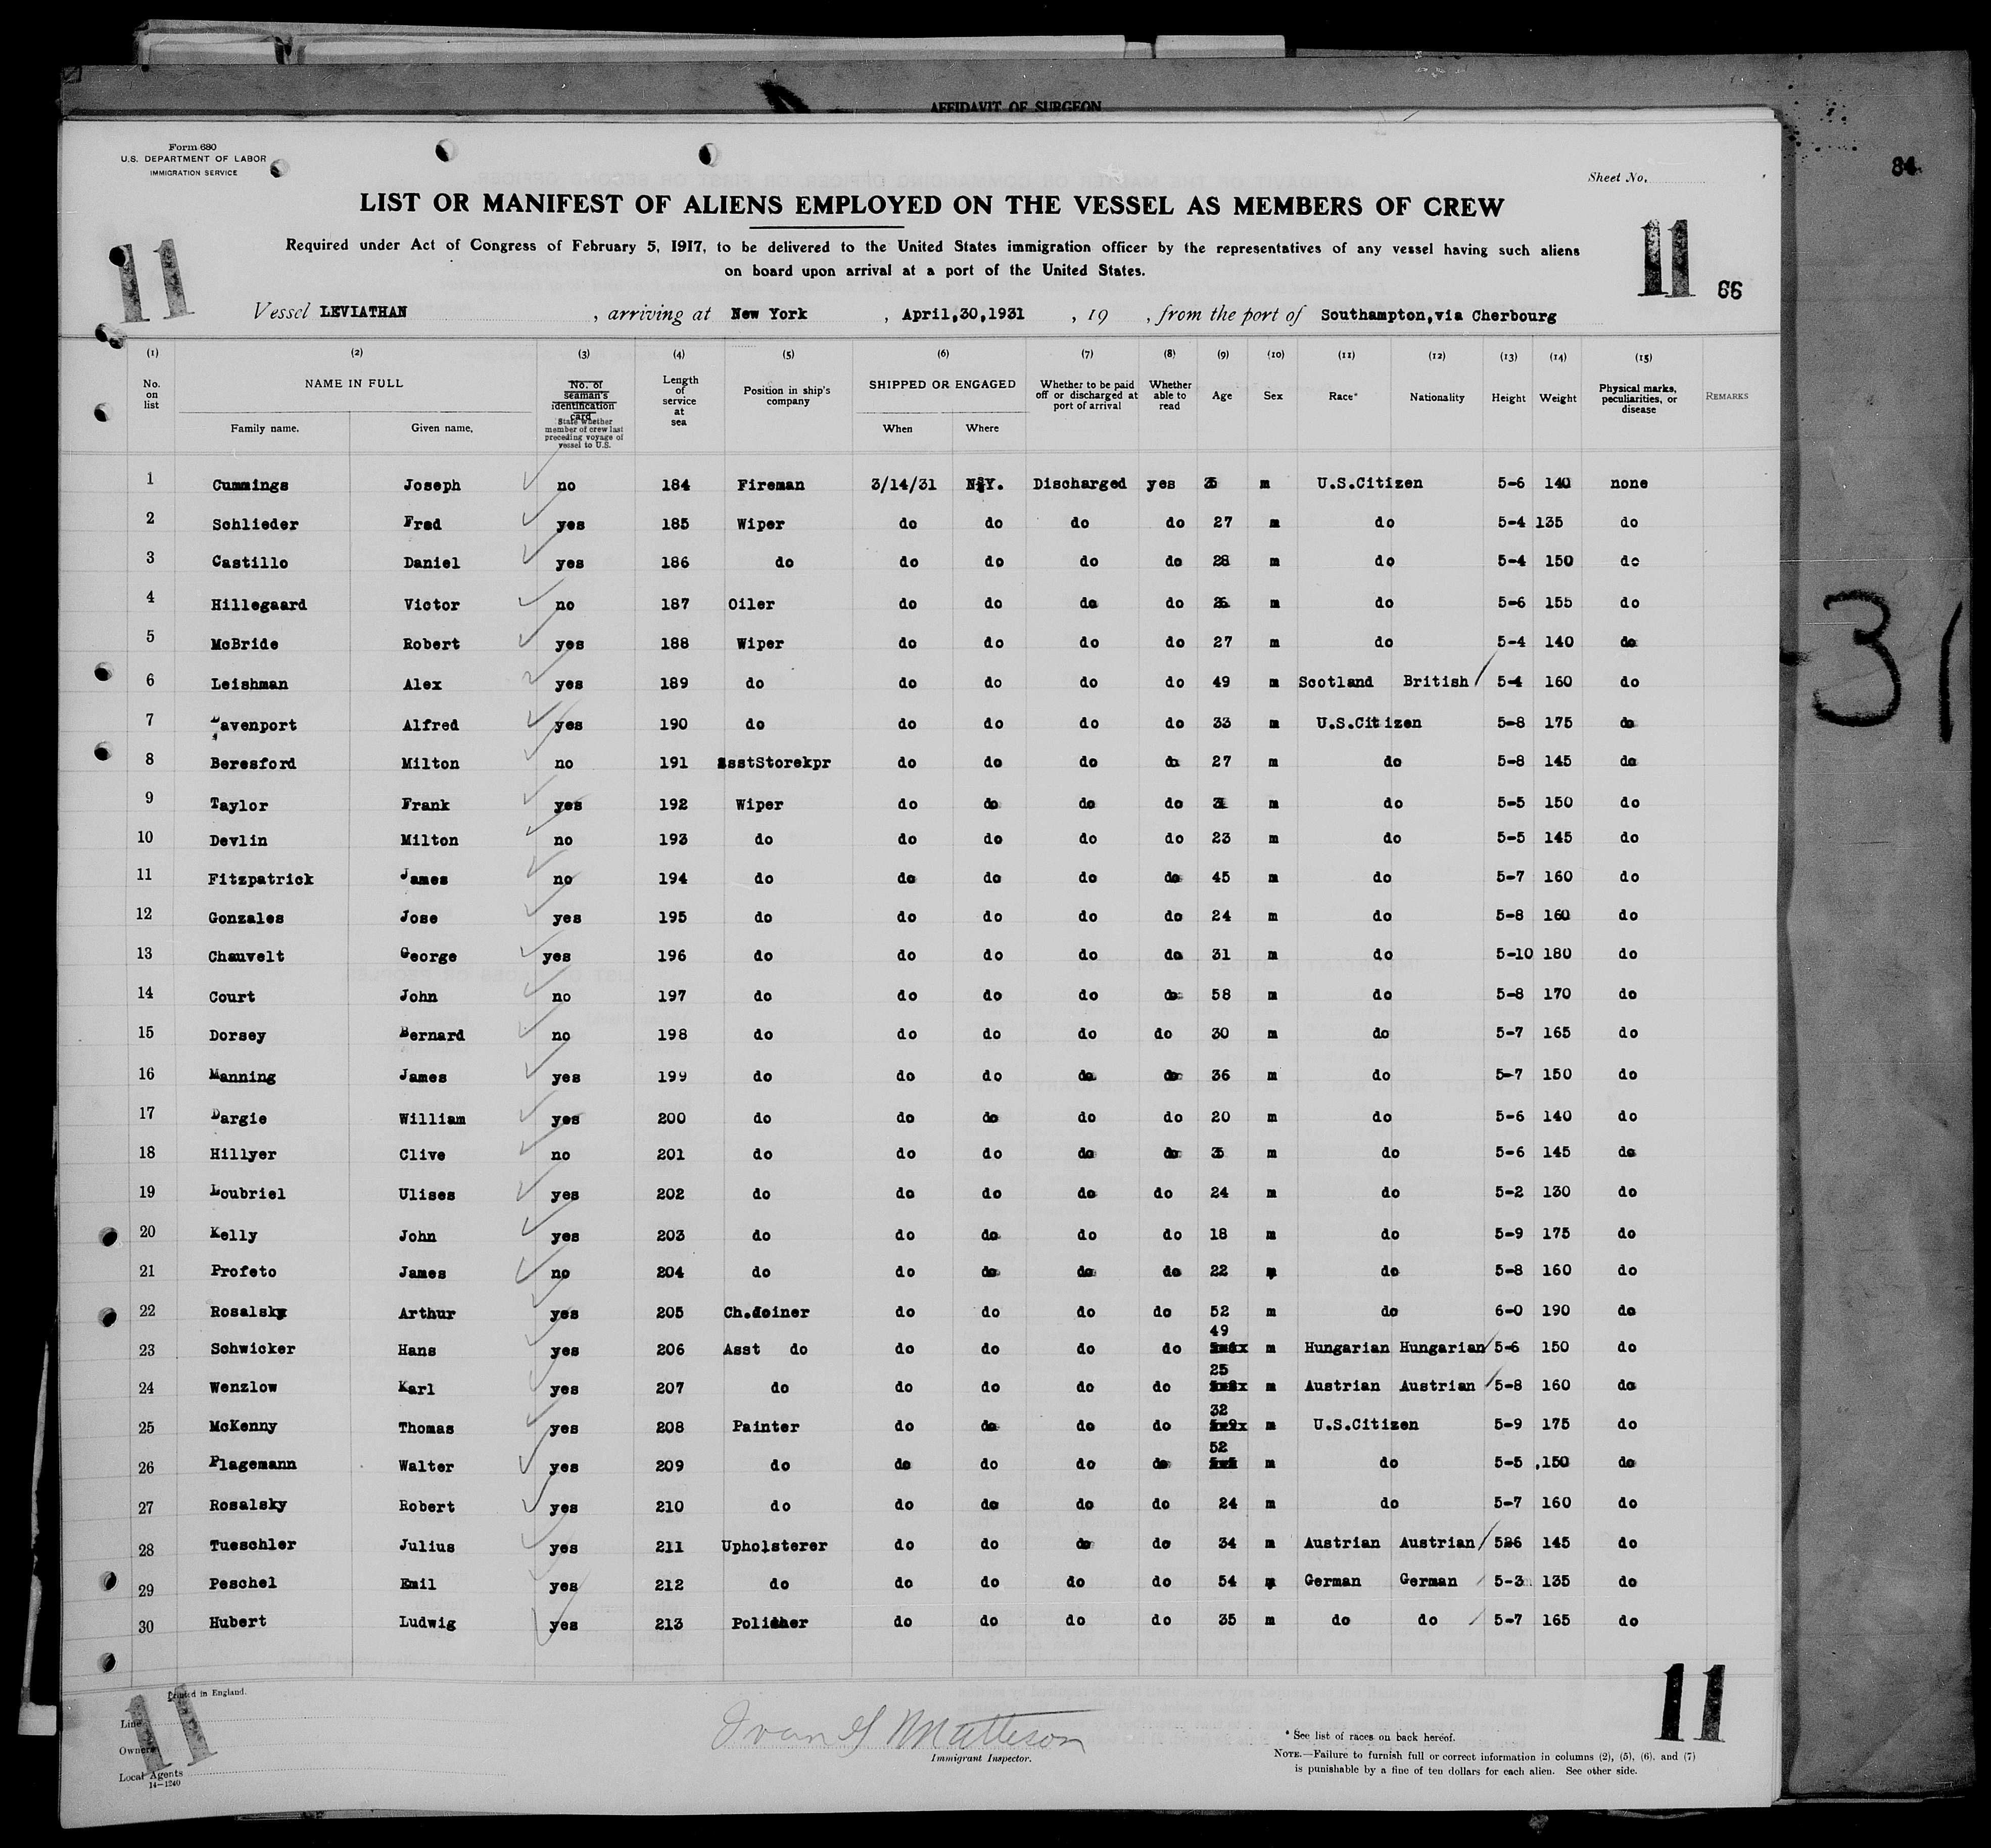 AFFIDAVIT OF SURGEON
84
Form 680
U.S. DEPARTMENT OF LABOR
IMMIGRATION SERVICE
Sheet No.
LIST OR MANIFEST OF ALIENS EMPLOYED ON THE VESSEL AS MEMBERS OF CREW
Required under Act of Congress of February 5, 1917, to be delivered to the United States immigration officer by the representatives of any vessel having such aliens
on board upon arrival at a port of the United States.
11 11 66
Vessel LEVIATHAN , arriving at New York , April,30,1931 , 19 , from the port of Southampton,via Cherbourg
(1) (2) (3) (4) (5) (6) (7) (8) (9) (10) (11) (12) (13) (14) (15)
No. on list NAME IN FULL Family name. Given name. No. of seaman's identification card State whether member of crew last preceding voyage of vessel to U.S. Length of service at sea Position in ship's company SHIPPED OR ENGAGED When Where Whether to be paid off or discharged at port of arrival Whether able to read Age Sex Race* Nationality Height Weight Physical marks, peculiarities, or disease REMARKS
1 Cummings Joseph no 184 Fireman 3/14/31 N.Y. Discharged yes m U.S.Citizen 5-6 140 none
2 Schlieder Fred yes 185 Wiper do do do do 27 m do 5-4 135 do
3 Castillo Daniel yes 186 do do do do do 28 m do 5-4 150 do
4 Hillegaard Victor no 187 Oiler do do do do m do 5-6 155 do
5 McBride Robert yes 188 Wiper do do do do 27 m do 5-4 140 do
6 Leishman Alex yes 189 do do do do do 49 m Scotland British 5-4 160 do
7 Davenport Alfred yes 190 do do do do do 33 m U.S.Citizen 5-8 175 do
8 Beresford Milton no 191 AsstStorekpr do do do do 27 m do 5-8 145 do
9 Taylor Frank yes 192 Wiper do do do do m do 5-5 150 do
10 Devlin Milton no 193 do do do do do 23 m do 5-5 145 do
11 Fitzpatrick James no 194 do do do do do 45 m do 5-7 160 do
12 Gonzales Jose yes 195 do do do do do 24 m do 5-8 160 do
13 Chauvelt George yes 196 do do do do do 31 m do 5-10 180 do
14 Court John no 197 do do do do do 58 m do 5-8 170 do
15 Dorsey Bernard no 198 do do do do do 30 m do 5-7 165 do
16 Manning James yes 199 do do do do do 36 m do 5-7 150 do
17 Dargie William yes 200 do do do do do 20 m do 5-6 140 do
18 Hillyer Clive no 201 do do do do do m do 5-6 145 do
19 Loubriel Ulises yes 202 do do do do do 24 m do 5-2 130 do
20 Kelly John yes 203 do do do do do 18 m do 5-9 175 do
21 Profeto James no 204 do do do do do 22 m do 5-8 160 do
22 Rosalsky Arthur yes 205 Ch.Joiner do do do do 52 m do 6-0 190 do
23 Schwicker Hans yes 206 Asst do do do do do 49 m Hungarian Hungarian 5-6 150 do
24 Wenzlow Karl yes 207 do do do do do 25 m Austrian Austrian 5-8 160 do
25 McKenny Thomas yes 208 Painter do do do do 32 m U.S.Citizen 5-9 175 do
26 Plagemann Walter yes 209 do do do do do 52 m do 5-5 150 do
27 Rosalsky Robert yes 210 do do do do do 24 m do 5-7 160 do
28 Tueschler Julius yes 211 Upholsterer do do do do 34 m Austrian Austrian 5-6 145 do
29 Peschel Emil yes 212 do do do do do 54 m German German 5-3 135 do
30 Hubert Ludwig yes 213 Polisher do do do do 35 m do do 5-7 165 do
31
11 11
Printed in England.
Line
Owners
Local Agents
14—1240
Ivan G Matteson
Immigrant Inspector.
* See list of races on back hereof.
NOTE.—Failure to furnish full or correct information in columns (2), (5), (6), and (7)
is punishable by a fine of ten dollars for each alien. See other side.